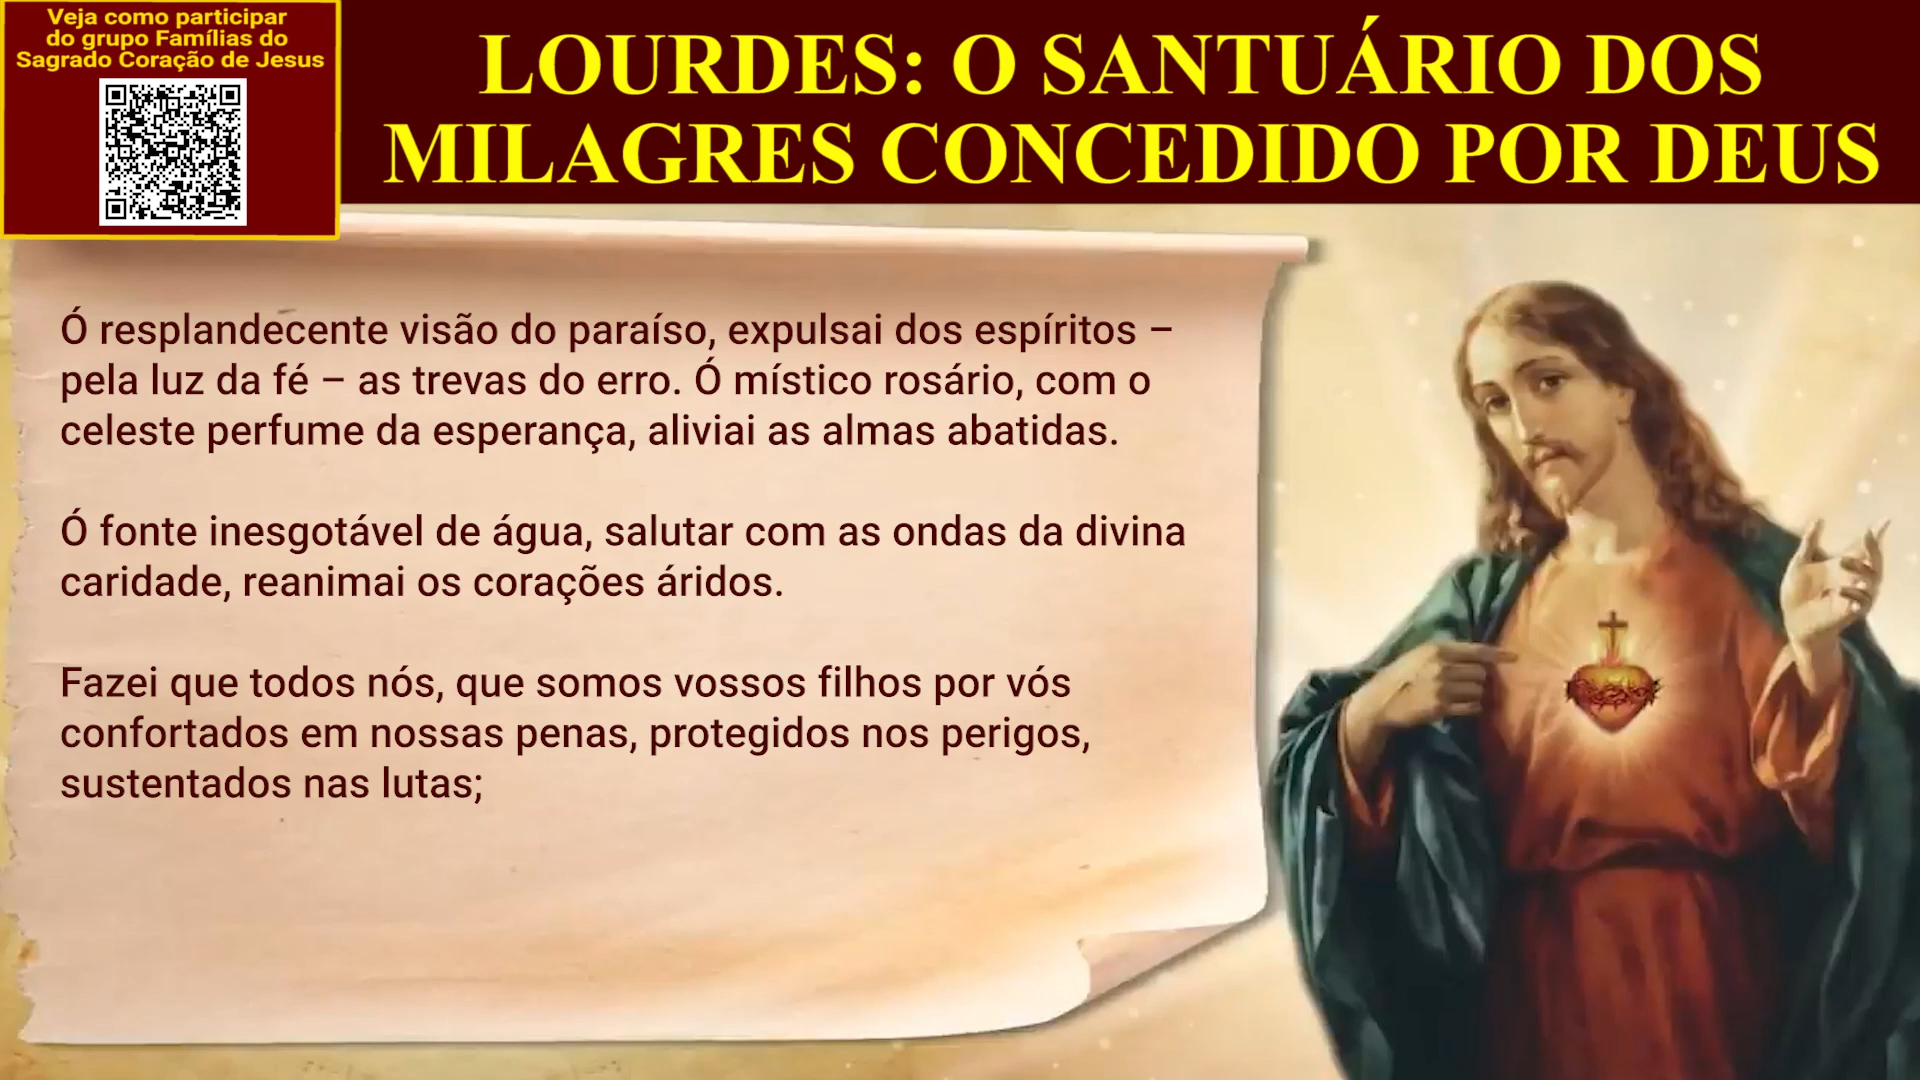 Veja como participar
do grupo Famílias do
Sagrado Coração de Jesus
LOURDES: O SANTUÁRIO DOS
MILAGRES CONCEDIDO POR DEUS
Ó resplandecente visão do paraíso, expulsai dos espíritos –
pela luz da fé – as trevas do erro. Ó místico rosário, com o
celeste perfume da esperança, aliviai as almas abatidas.
Ó fonte inesgotável de água, salutar com as ondas da divina
caridade, reanimai os corações áridos.
Fazei que todos nós, que somos vossos filhos por vós
confortados em nossas penas, protegidos nos perigos,
sustentados nas lutas;